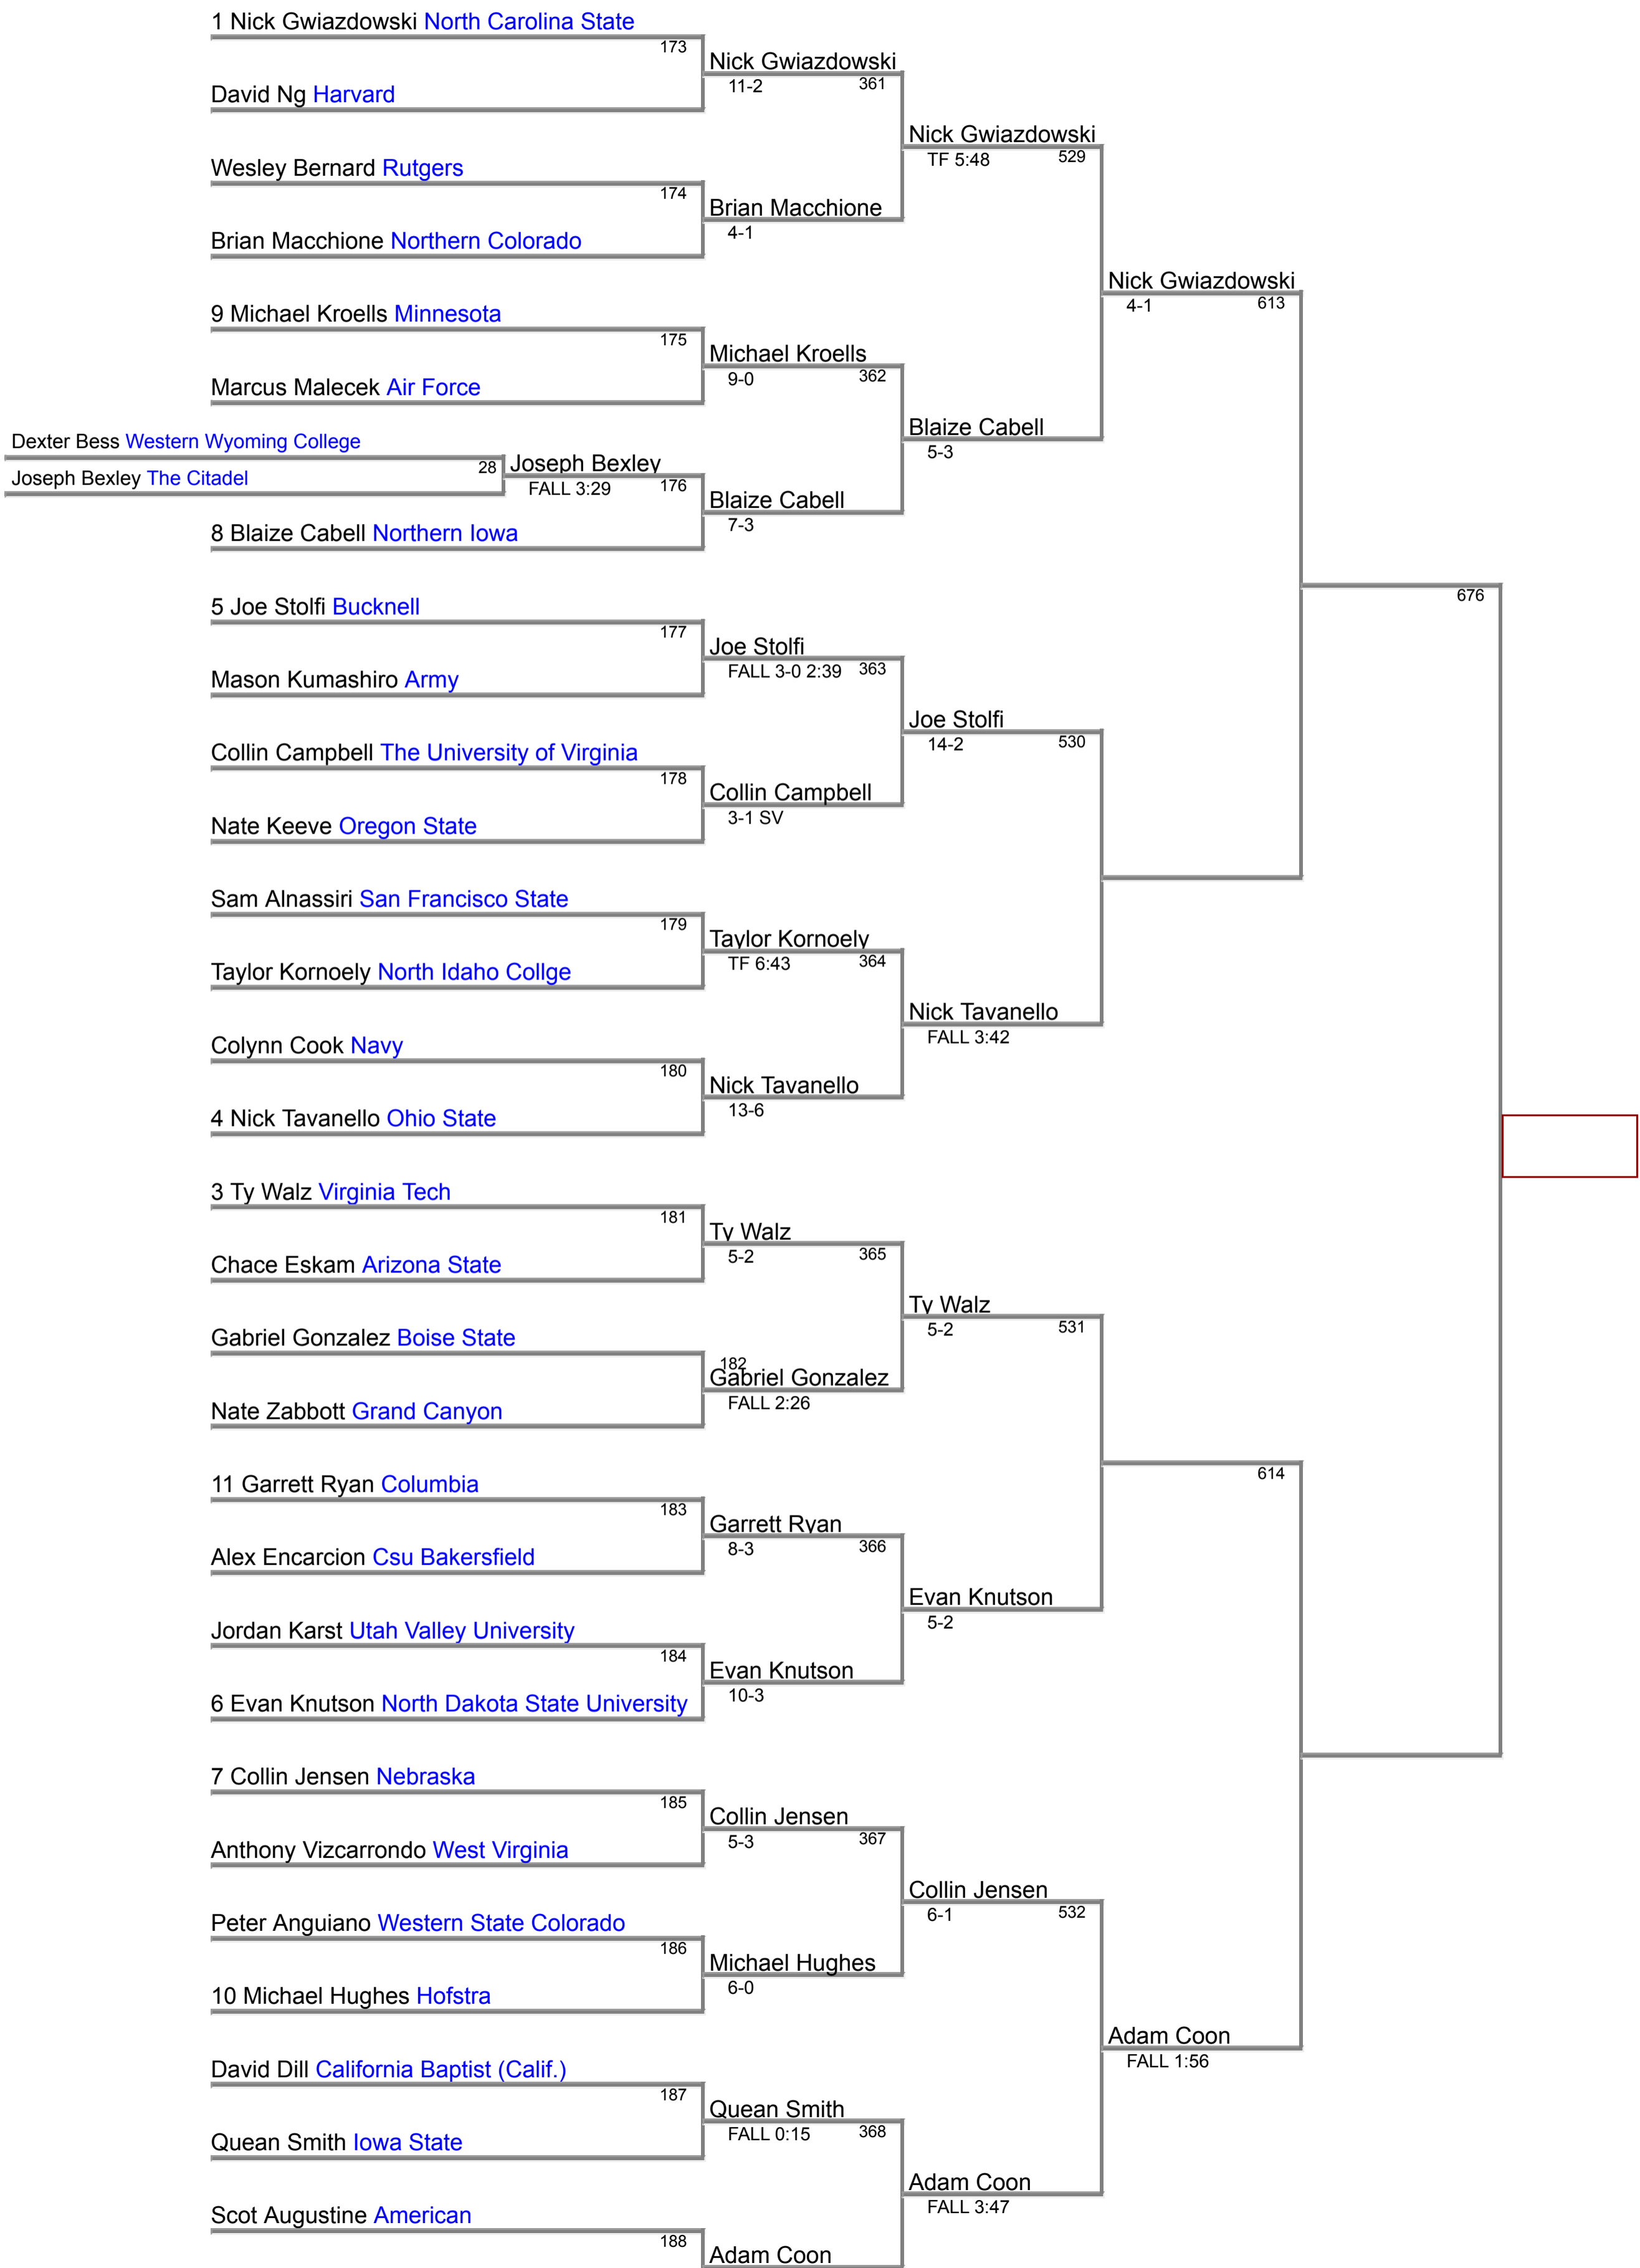 1 Nick Gwiazdowski North Carolina State
173
Nick Gwiazdowski
11-2
361
David Ng Harvard
Nick Gwiazdowski
TF 5:48
529
Wesley Bernard Rutgers
174
Brian Macchione
4-1
Brian Macchione Northern Colorado
Nick Gwiazdowski
4-1
613
9 Michael Kroells Minnesota
175
Michael Kroells
9-0
362
Marcus Malecek Air Force
Blaize Cabell
5-3
Dexter Bess Western Wyoming College
28
Joseph Bexley
FALL 3:29
176
Joseph Bexley The Citadel
Blaize Cabell
7-3
8 Blaize Cabell Northern Iowa
676
5 Joe Stolfi Bucknell
177
Joe Stolfi
FALL 3-0 2:39
363
Mason Kumashiro Army
Joe Stolfi
14-2
530
Collin Campbell The University of Virginia
178
Collin Campbell
3-1 SV
Nate Keeve Oregon State
Sam Alnassiri San Francisco State
179
Taylor Kornoely
TF 6:43
364
Taylor Kornoely North Idaho Collge
Nick Tavanello
FALL 3:42
Colynn Cook Navy
180
Nick Tavanello
13-6
4 Nick Tavanello Ohio State
3 Ty Walz Virginia Tech
181
Ty Walz
5-2
365
Chace Eskam Arizona State
Ty Walz
5-2
531
Gabriel Gonzalez Boise State
182
Gabriel Gonzalez
FALL 2:26
Nate Zabbott Grand Canyon
614
11 Garrett Ryan Columbia
183
Garrett Ryan
8-3
366
Alex Encarcion Csu Bakersfield
Evan Knutson
5-2
Jordan Karst Utah Valley University
184
Evan Knutson
10-3
6 Evan Knutson North Dakota State University
7 Collin Jensen Nebraska
185
Collin Jensen
5-3
367
Anthony Vizcarrondo West Virginia
Collin Jensen
6-1
532
Peter Anguiano Western State Colorado
186
Michael Hughes
6-0
10 Michael Hughes Hofstra
Adam Coon
FALL 1:56
David Dill California Baptist (Calif.)
187
Quean Smith
FALL 0:15
368
Quean Smith Iowa State
Adam Coon
FALL 3:47
Scot Augustine American
188
Adam Coon